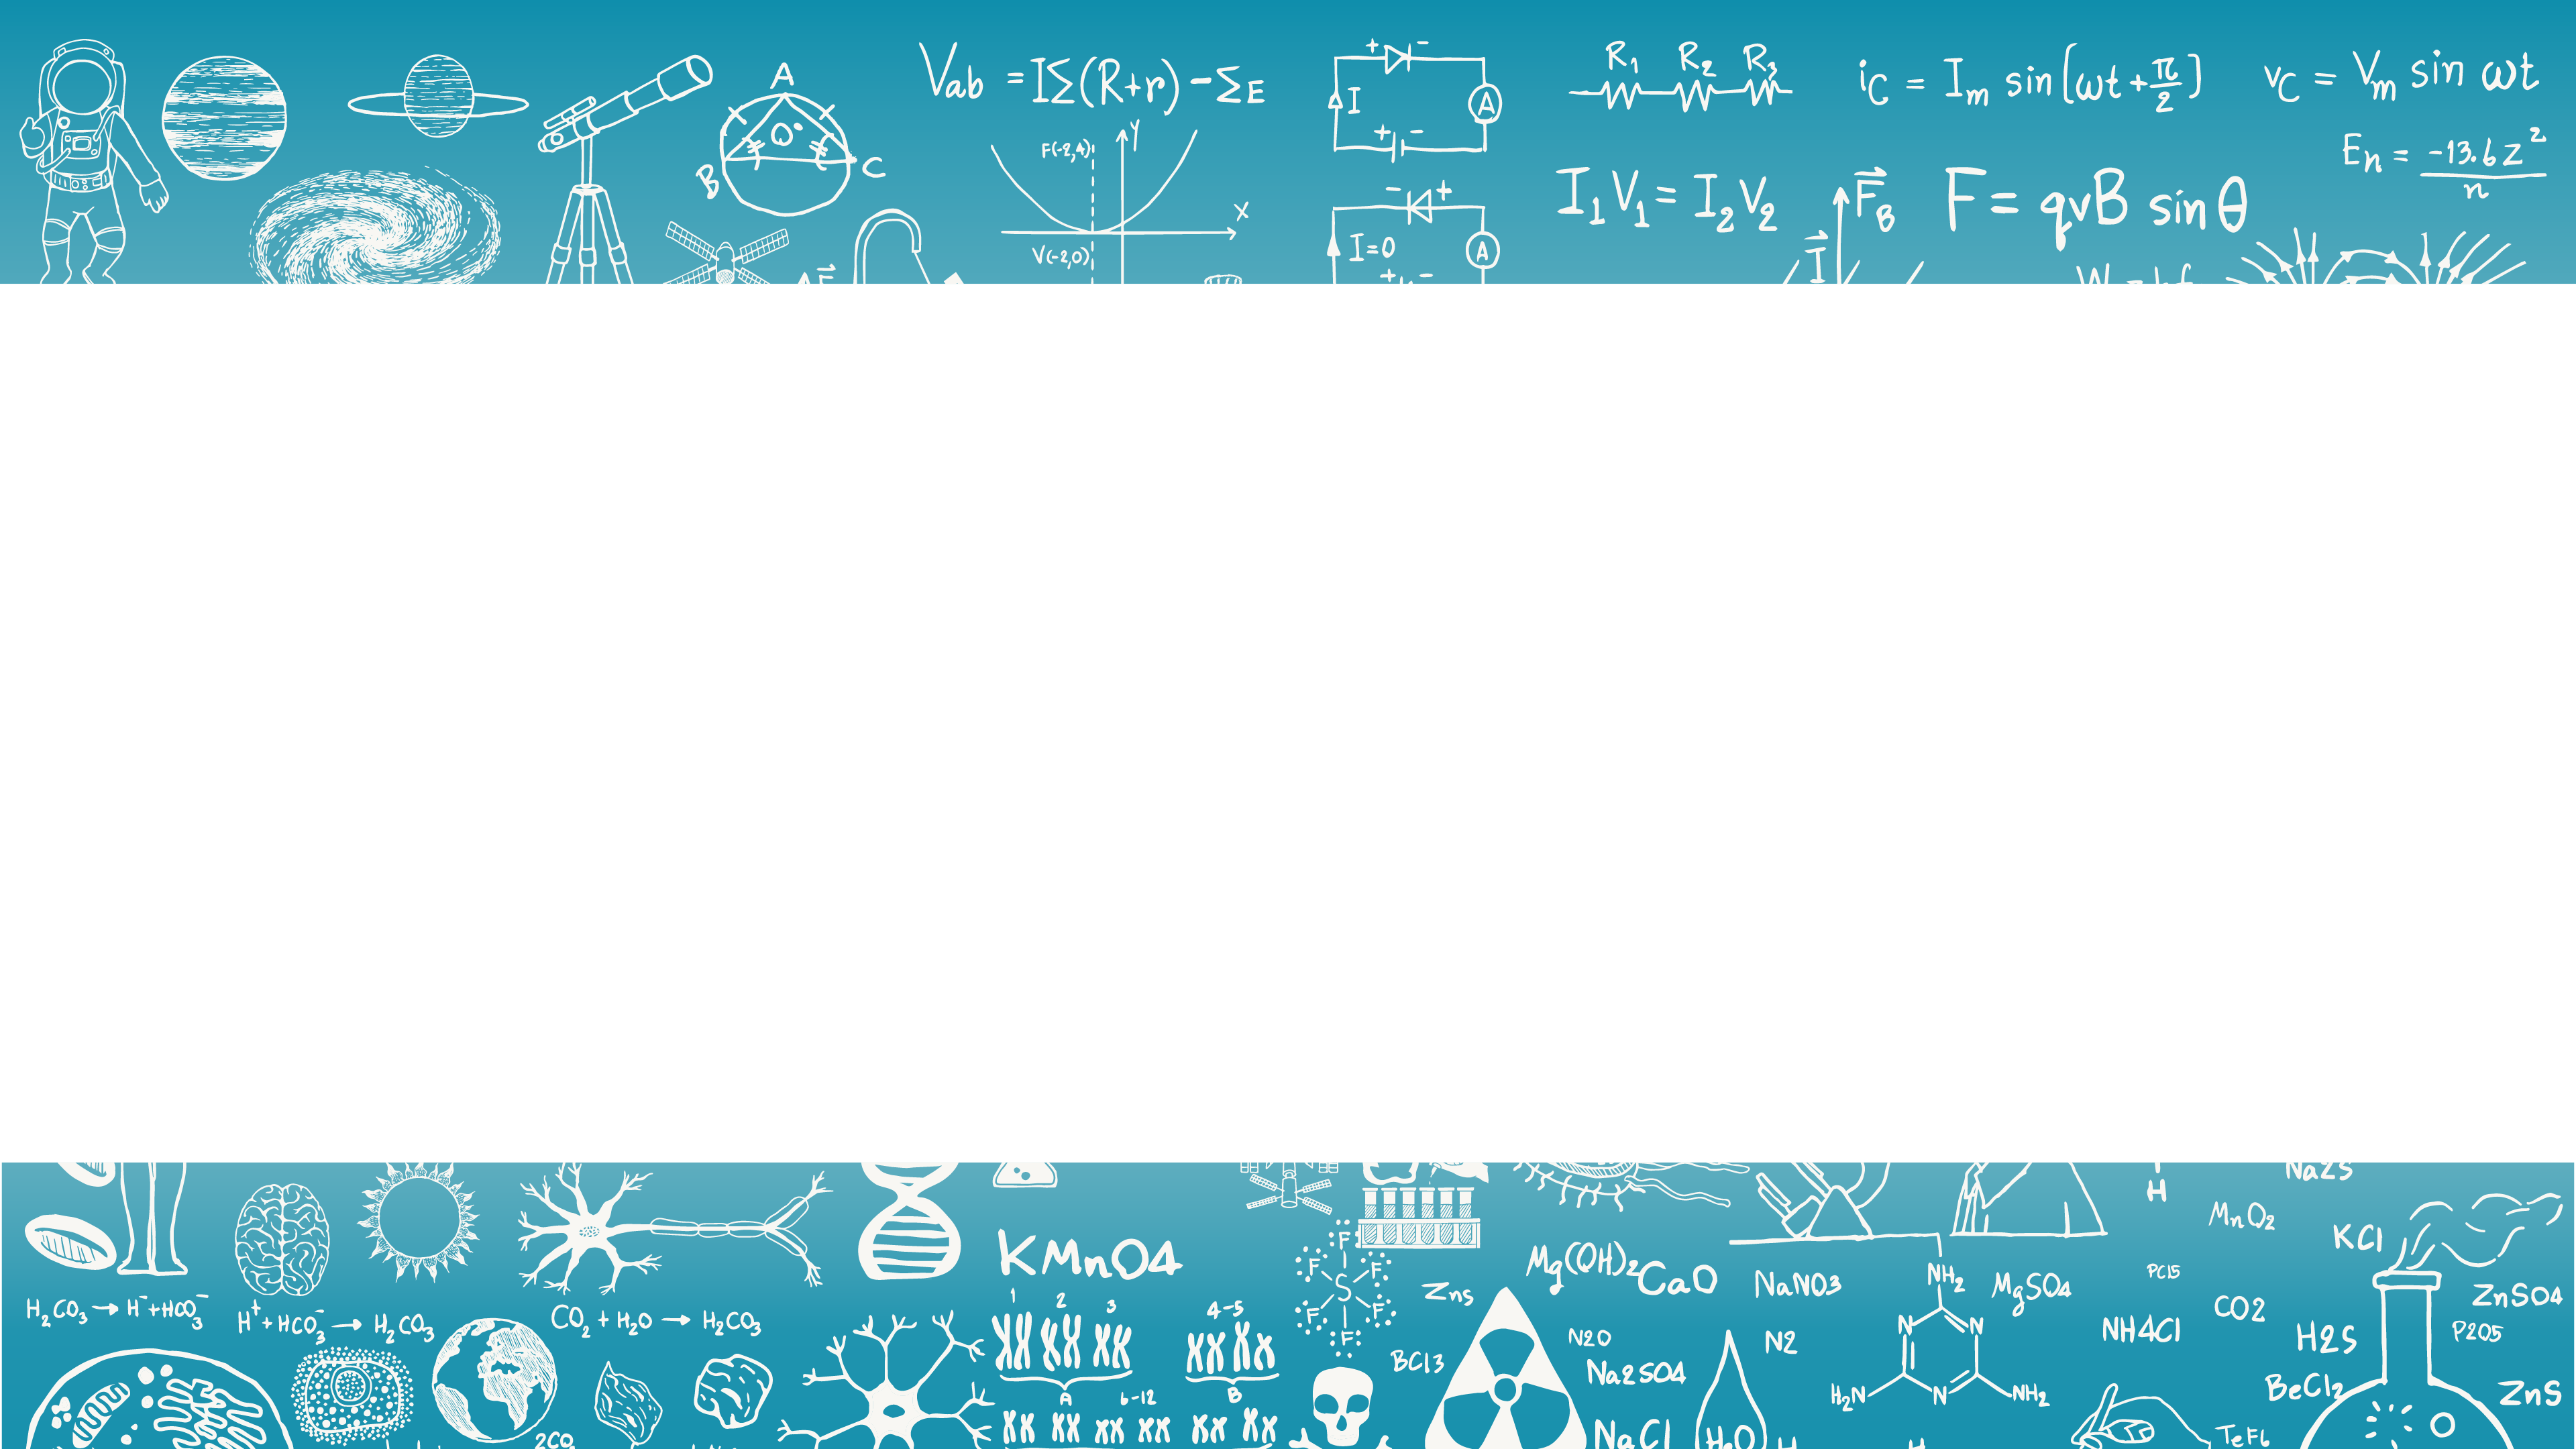 A
B
C
Vab = IΣ(R+r) - ΣE
F(-2,4)
Y
X
V(-2,0)
+ -
I
A
+ -
- +
I=0
A
+ -
R₁ R₂ R₃
iC = Im sin(ωt + π/2)
vC = Vm sin ωt
En = -13.6z²/n
I₁V₁ = I₂V₂
F⃗B
F = qvB sin θ
I⃗
H₂CO₃ → H⁻+HCO₃⁻
H⁺ + HCO₃⁻ → H₂CO₃
CO₂ + H₂O → H₂CO₃
KMnO4
1 2 3 4-5
A 6-12 B
F
F F
S
F F
F
Zns
BCl3
Mg(OH)₂
CaO
NaNO3
N2O
Na2SO4
N2
NaCl
H₂O
H
H
Na2S
MnO₂
KCl
NH₂
N N
N
H₂N NH₂
MgSO4
PCl5
NH4Cl
CO2
H2S
ZnSO4
P2O5
BeCl₂
ZnS
TeF6
2CO